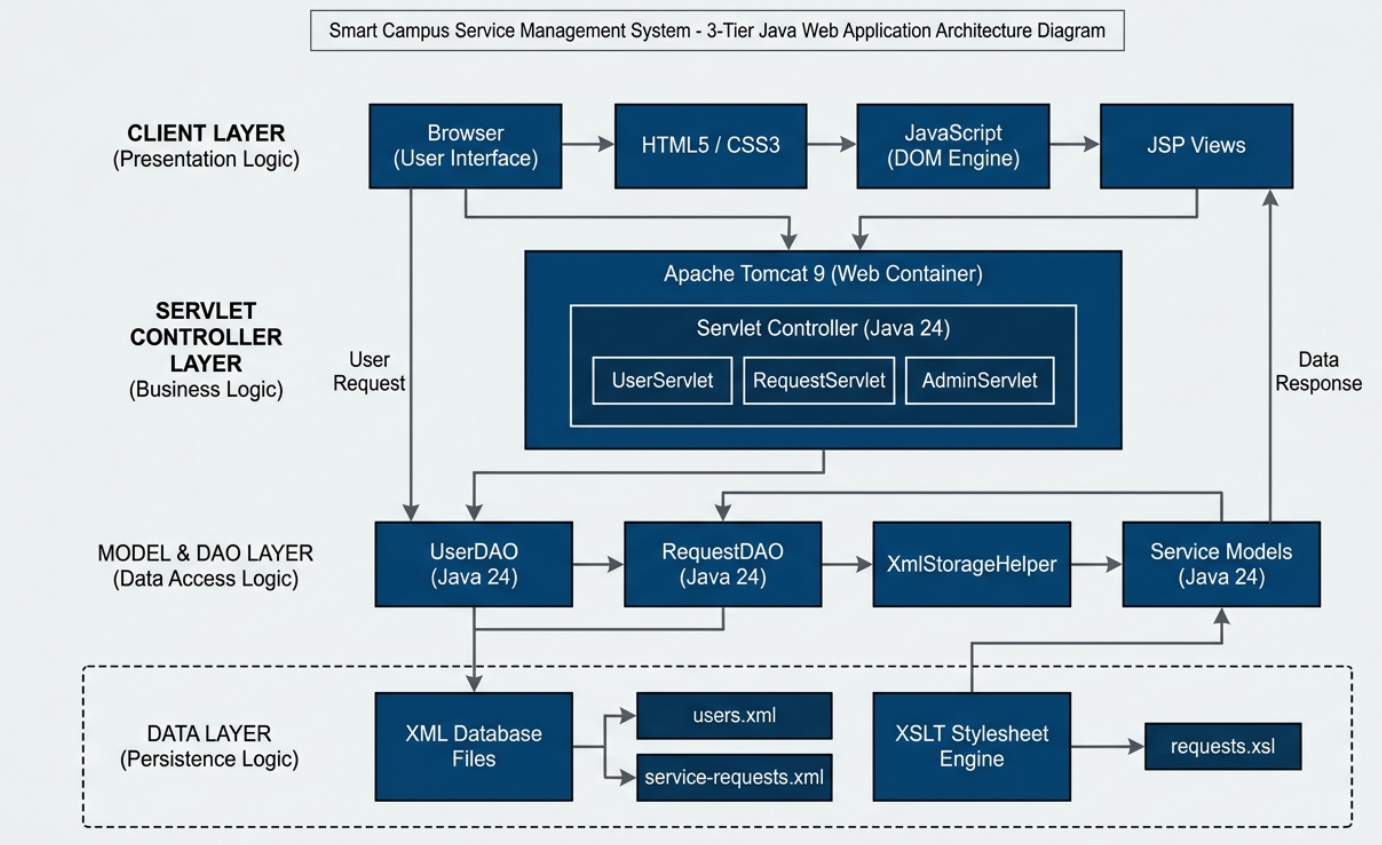 Smart Campus Service Management System - 3-Tier Java Web Application Architecture Diagram
CLIENT LAYER
(Presentation Logic)
Browser
(User Interface)
HTML5 / CSS3
JavaScript
(DOM Engine)
JSP Views
SERVLET
CONTROLLER
LAYER
(Business Logic)
User
Request
Apache Tomcat 9 (Web Container)
Servlet Controller (Java 24)
UserServlet
RequestServlet
AdminServlet
Data
Response
MODEL & DAO LAYER
(Data Access Logic)
UserDAO
(Java 24)
RequestDAO
(Java 24)
XmlStorageHelper
Service Models
(Java 24)
DATA LAYER
(Persistence Logic)
XML Database
Files
users.xml
service-requests.xml
XSLT Stylesheet
Engine
requests.xsl